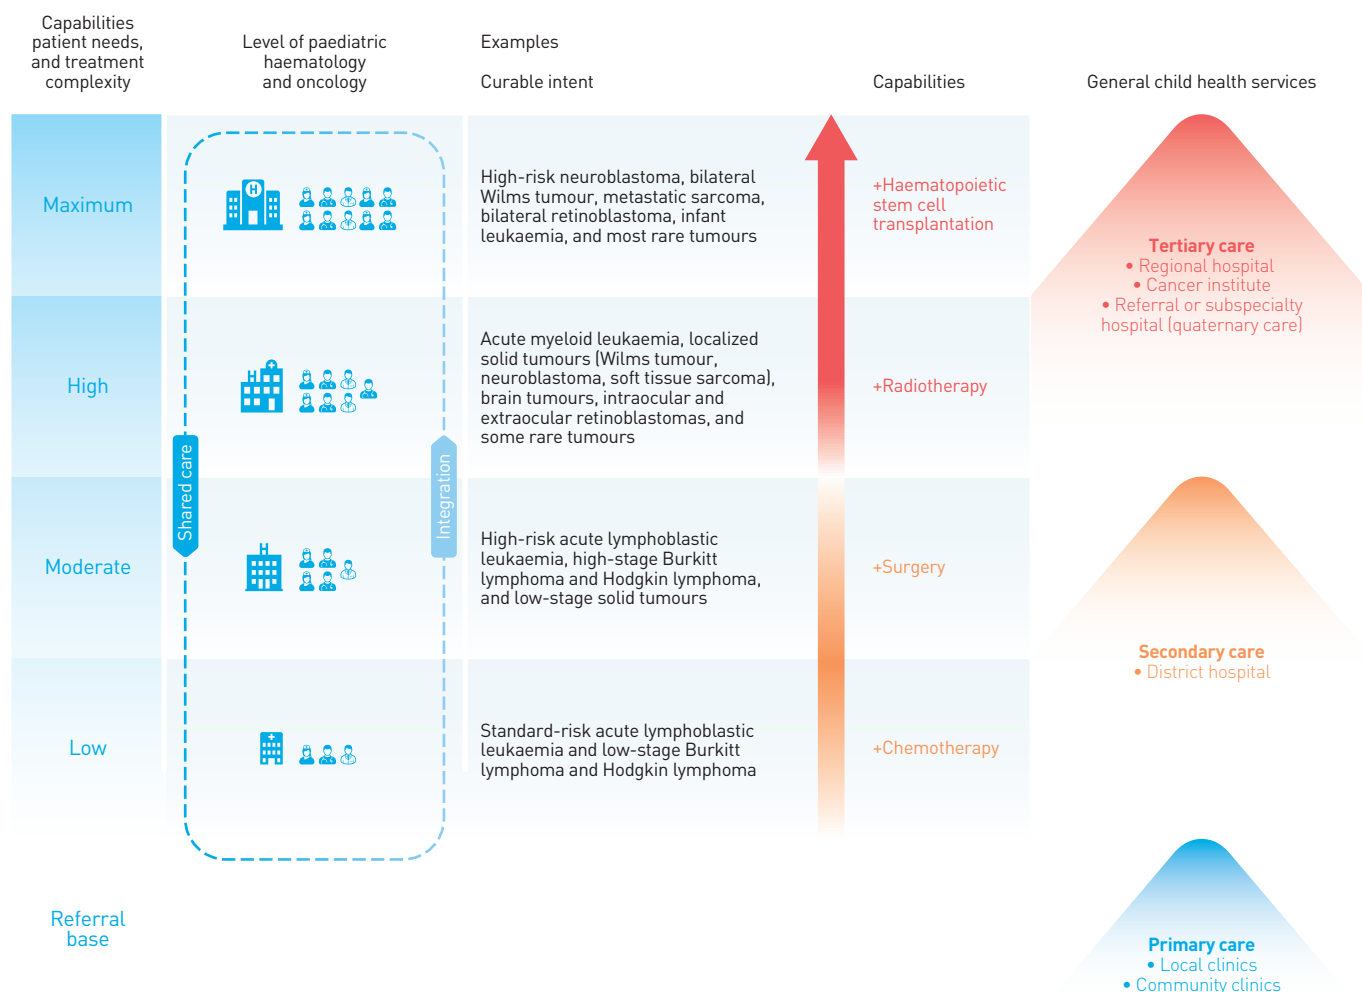 Capabilities
patient needs,
and treatment
complexity
Level of paediatric
haematology
and oncology
Examples
Curable intent
Capabilities
General child health services
Maximum
H
High-risk neuroblastoma, bilateral
Wilms tumour, metastatic sarcoma,
bilateral retinoblastoma, infant
leukaemia, and most rare tumours
+Haematopoietic
stem cell
transplantation
Tertiary care
• Regional hospital
• Cancer institute
• Referral or subspecialty
hospital (quaternary care)
High
H
Acute myeloid leukaemia, localized
solid tumours (Wilms tumour,
neuroblastoma, soft tissue sarcoma),
brain tumours, intraocular and
extraocular retinoblastomas, and
some rare tumours
+Radiotherapy
Shared care
Integration
Moderate
H
High-risk acute lymphoblastic
leukaemia, high-stage Burkitt
lymphoma and Hodgkin lymphoma,
and low-stage solid tumours
+Surgery
Secondary care
• District hospital
Low
Standard-risk acute lymphoblastic
leukaemia and low-stage Burkitt
lymphoma and Hodgkin lymphoma
+Chemotherapy
Referral
base
Primary care
• Local clinics
• Community clinics